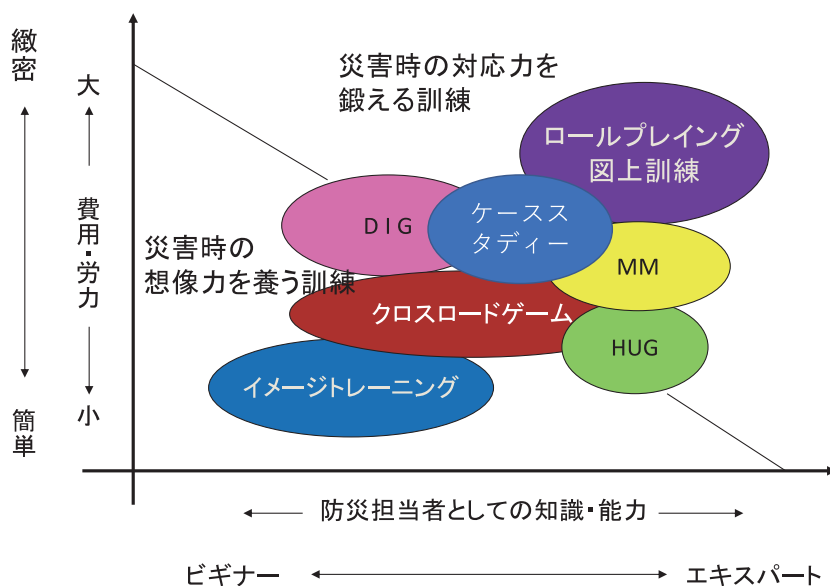 緻密
簡単
大
費用・労力
小
災害時の対応力を
鍛える訓練
災害時の
想像力を養う訓練
ロールプレイング
図上訓練
DIG
ケースス
タディー
MM
クロスロードゲーム
HUG
イメージトレーニング
防災担当者としての知識・能力
ビギナー
エキスパート